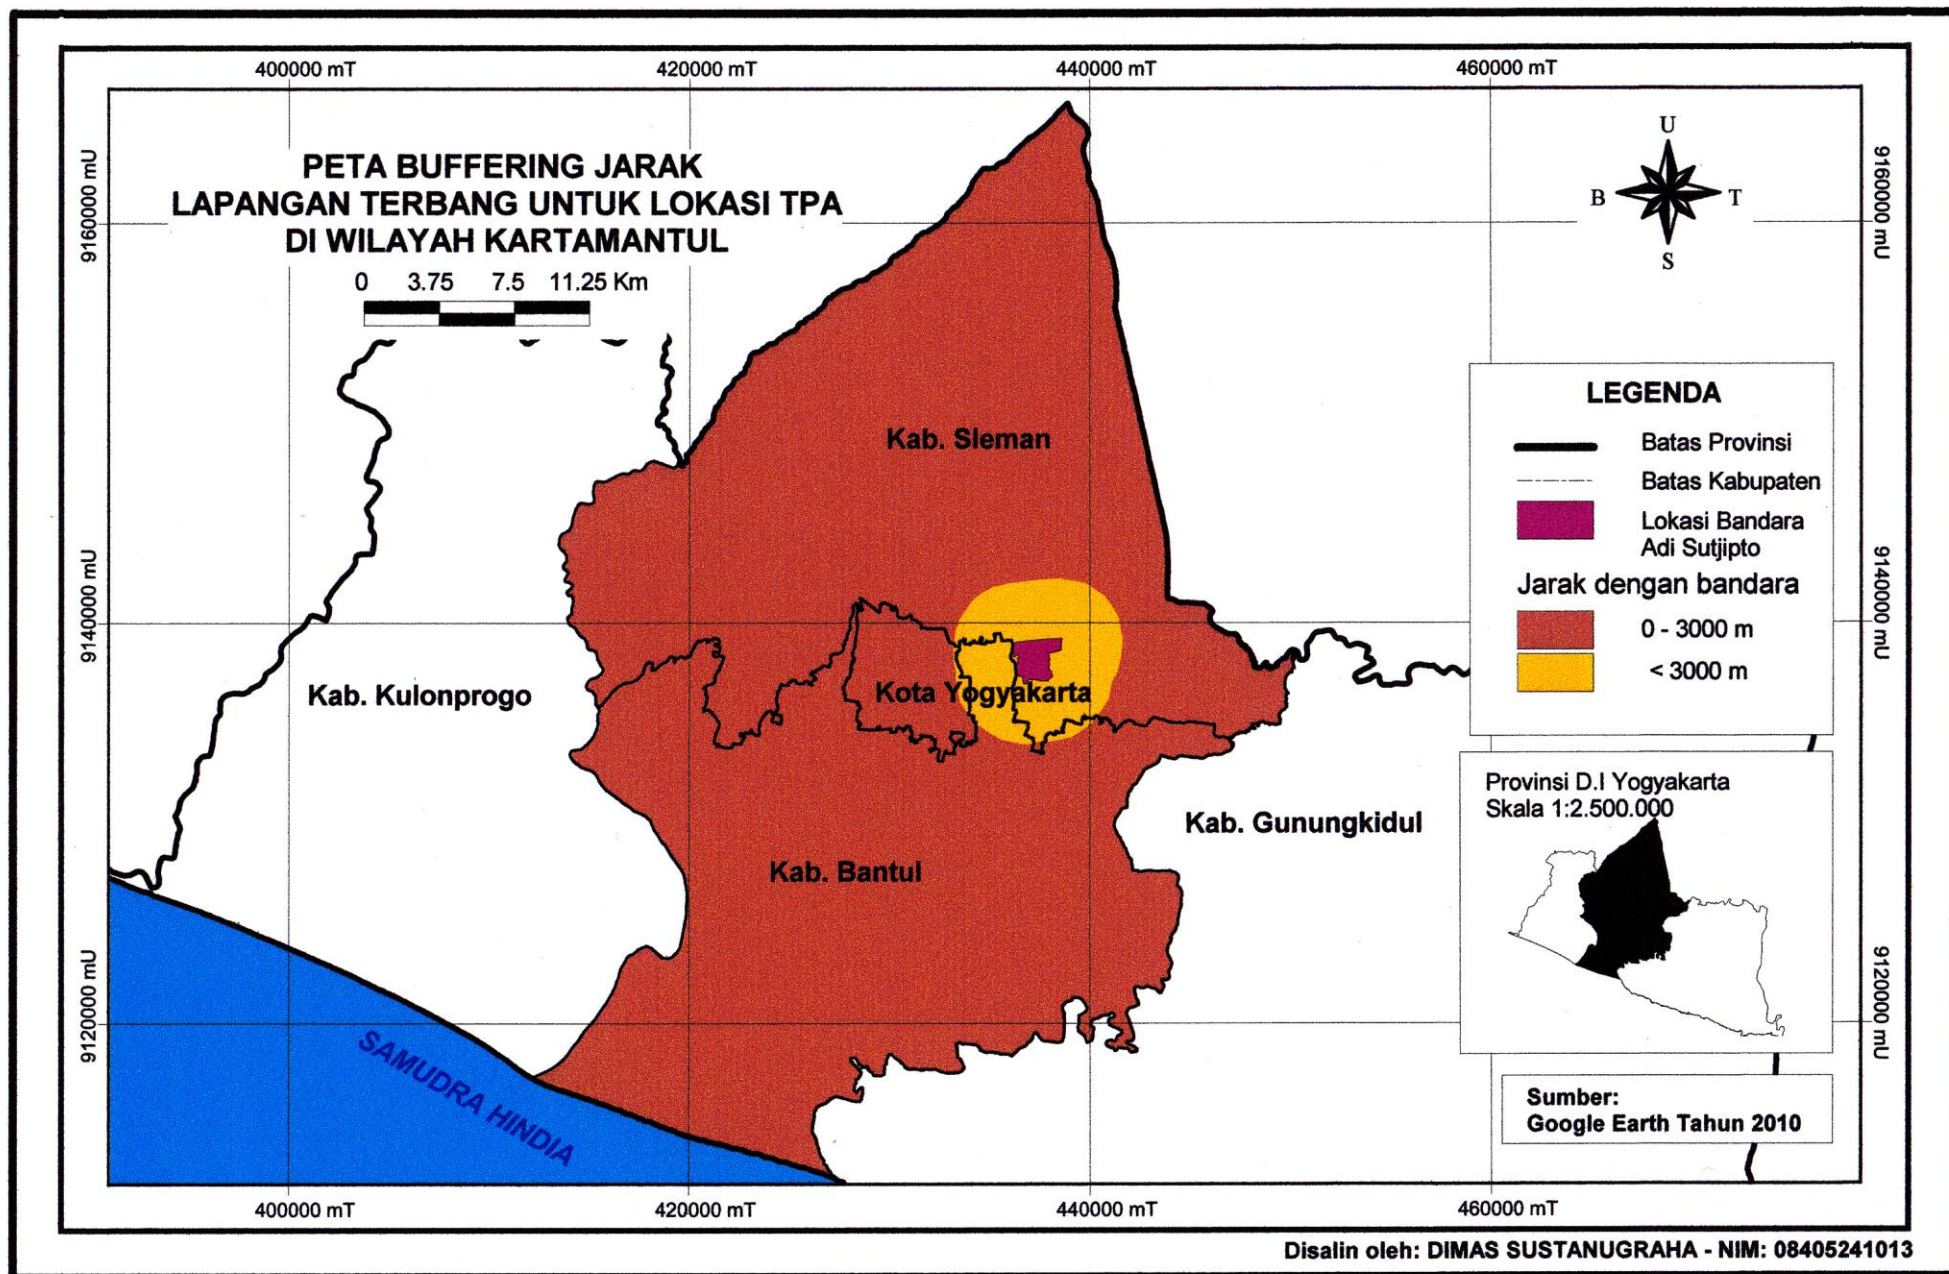 400000 mT
420000 mT
440000 mT
460000 mT
PETA BUFFERING JARAK
LAPANGAN TERBANG UNTUK LOKASI TPA
DI WILAYAH KARTAMANTUL
0 3.75 7.5 11.25 Km
U
B
T
S
9160000 mU
9160000 mU
LEGENDA
Batas Provinsi
Batas Kabupaten
Lokasi Bandara
Adi Sutjipto
Jarak dengan bandara
0 - 3000 m
< 3000 m
Kab. Sleman
9140000 mU
9140000 mU
Kab. Kulonprogo
Kota Yogyakarta
Kab. Gunungkidul
Kab. Bantul
Provinsi D.I Yogyakarta
Skala 1:2.500.000
9120000 mU
9120000 mU
SAMUDRA HINDIA
Sumber:
Google Earth Tahun 2010
400000 mT
420000 mT
440000 mT
460000 mT
Disalin oleh: DIMAS SUSTANUGRAHA - NIM: 08405241013